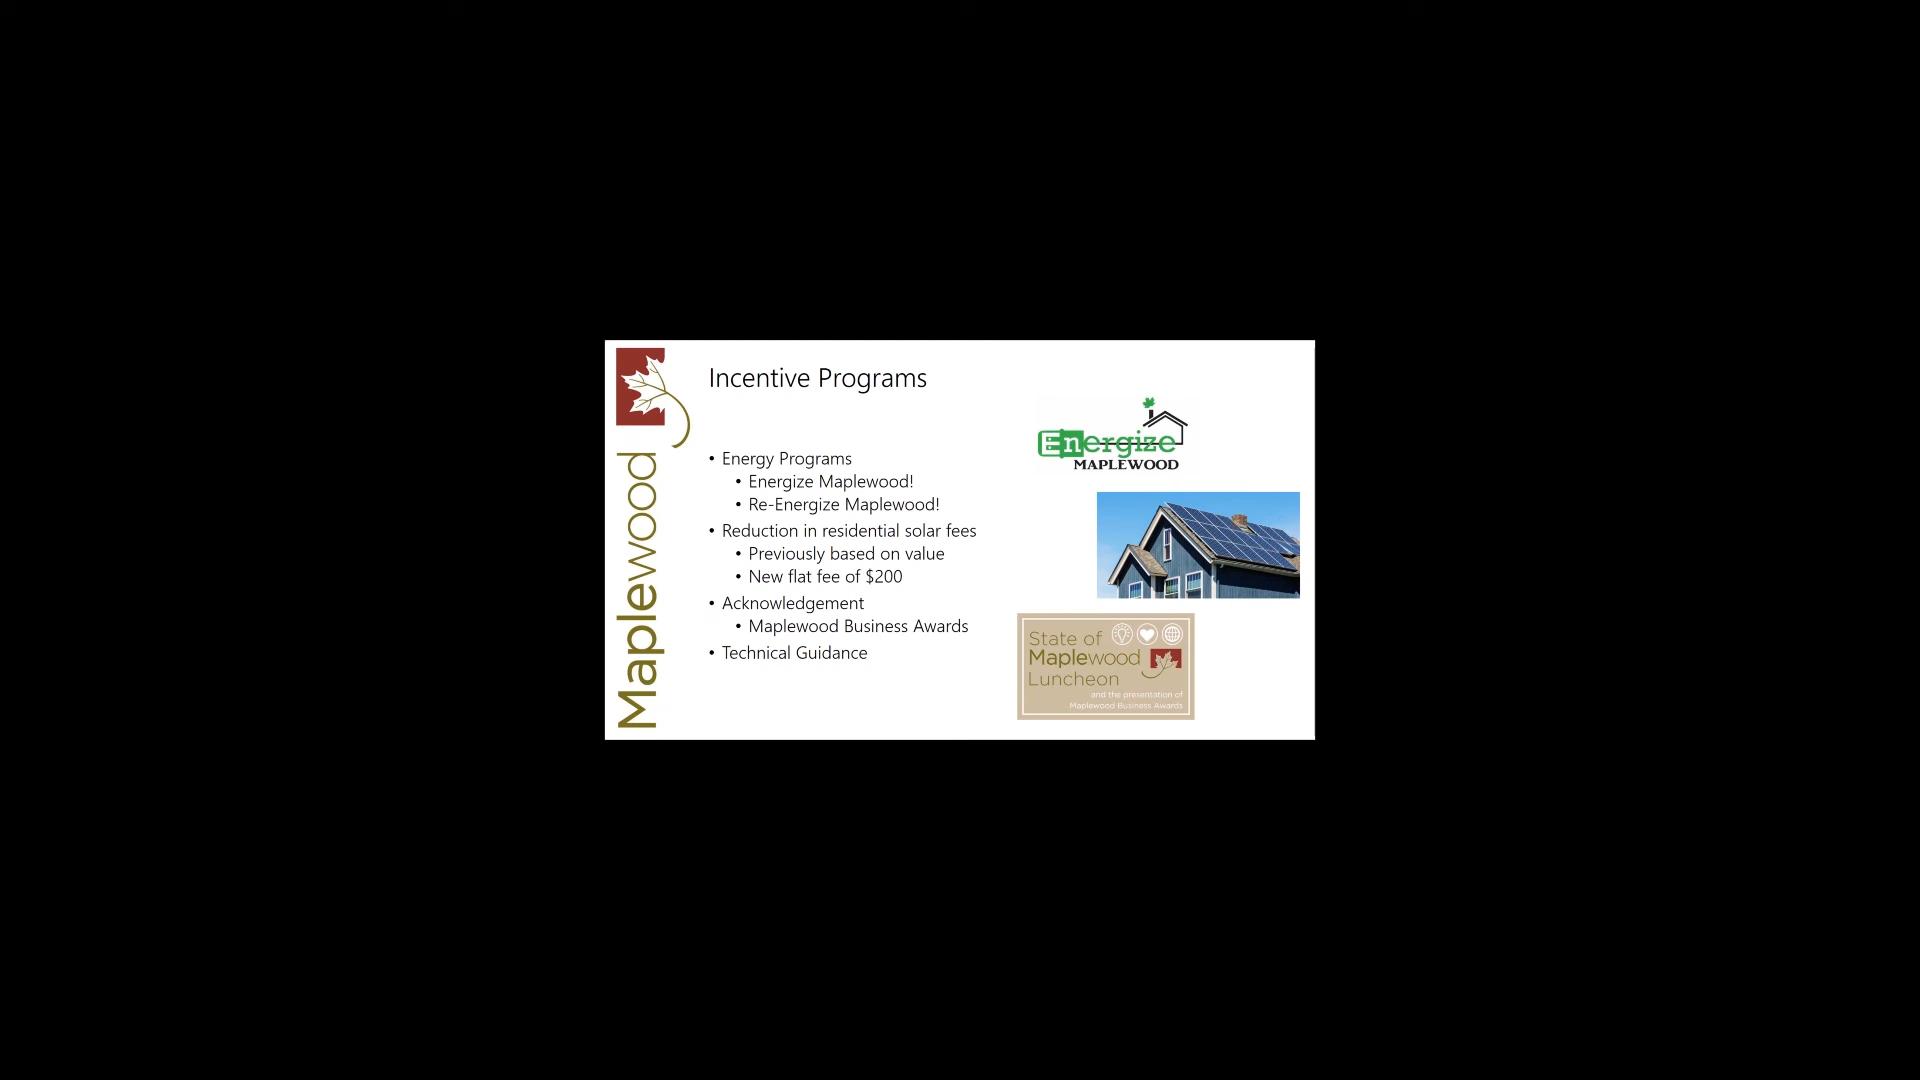 Maplewood
Incentive Programs
• Energy Programs
• Energize Maplewood!
• Re-Energize Maplewood!
• Reduction in residential solar fees
• Previously based on value
• New flat fee of $200
• Acknowledgement
• Maplewood Business Awards
• Technical Guidance
Energize
MAPLEWOOD
State of
Maplewood
Luncheon
and the presentation of
Maplewood Business Awards